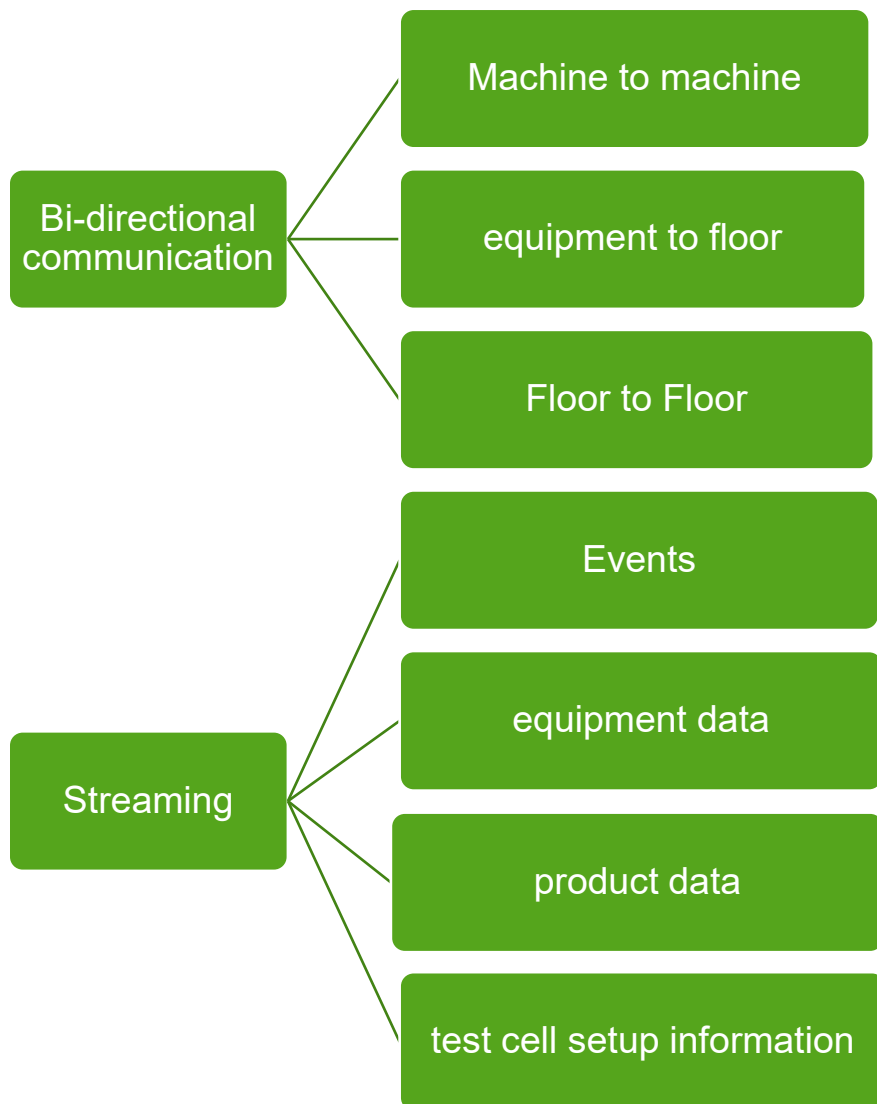 Bi-directional
communication
Machine to machine
equipment to floor
Floor to Floor
Streaming
Events
equipment data
product data
test cell setup information